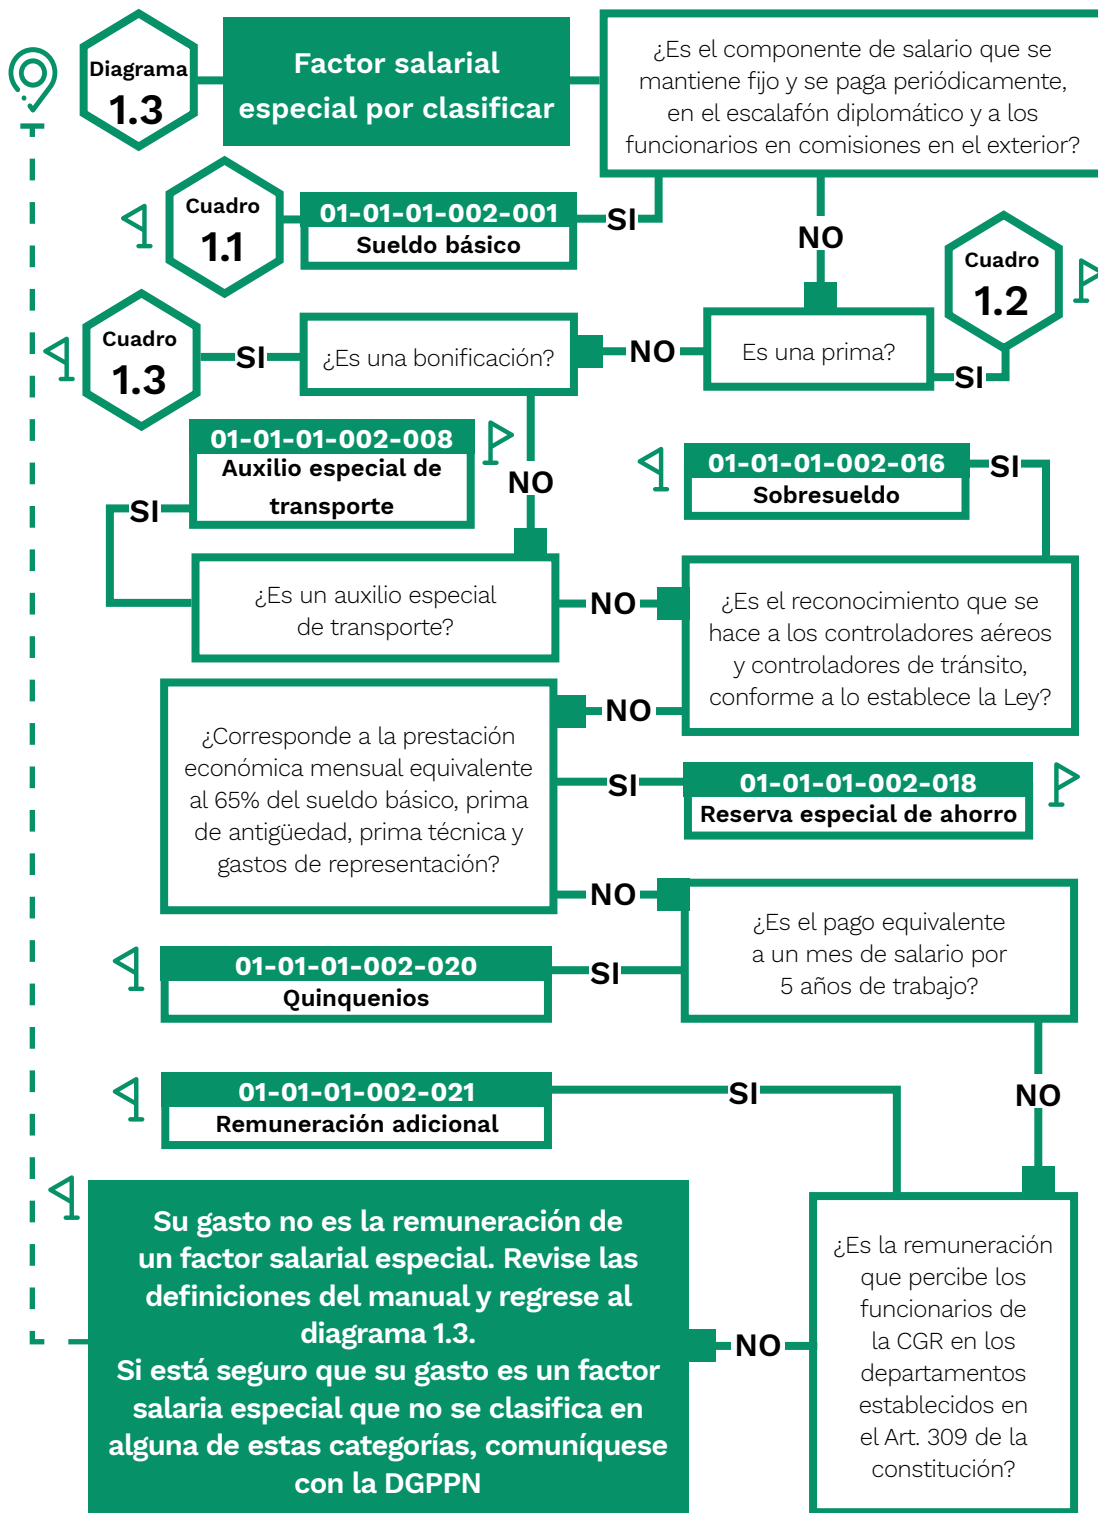 Diagrama
1.3
Factor salarial
especial por clasificar
¿Es el componente de salario que se
mantiene fijo y se paga periódicamente,
en el escalafón diplomático y a los
funcionarios en comisiones en el exterior?
Cuadro
1.1
01-01-01-002-001
Sueldo básico
SI
NO
Cuadro
1.2
Cuadro
1.3
SI
¿Es una bonificación?
NO
Es una prima?
SI
01-01-01-002-008
Auxilio especial de
transporte
SI
NO
01-01-01-002-016
Sobresueldo
SI
¿Es un auxilio especial
de transporte?
NO
¿Es el reconocimiento que se
hace a los controladores aéreos
y controladores de tránsito,
conforme a lo establece la Ley?
NO
¿Corresponde a la prestación
económica mensual equivalente
al 65% del sueldo básico, prima
de antigüedad, prima técnica y
gastos de representación?
SI
01-01-01-002-018
Reserva especial de ahorro
NO
¿Es el pago equivalente
a un mes de salario por
5 años de trabajo?
01-01-01-002-020
Quinquenios
SI
01-01-01-002-021
Remuneración adicional
SI
NO
Su gasto no es la remuneración de
un factor salarial especial. Revise las
definiciones del manual y regrese al
diagrama 1.3.
Si está seguro que su gasto es un factor
salaria especial que no se clasifica en
alguna de estas categorías, comuníquese
con la DGPPN
NO
¿Es la remuneración
que percibe los
funcionarios de
la CGR en los
departamentos
establecidos en
el Art. 309 de la
constitución?